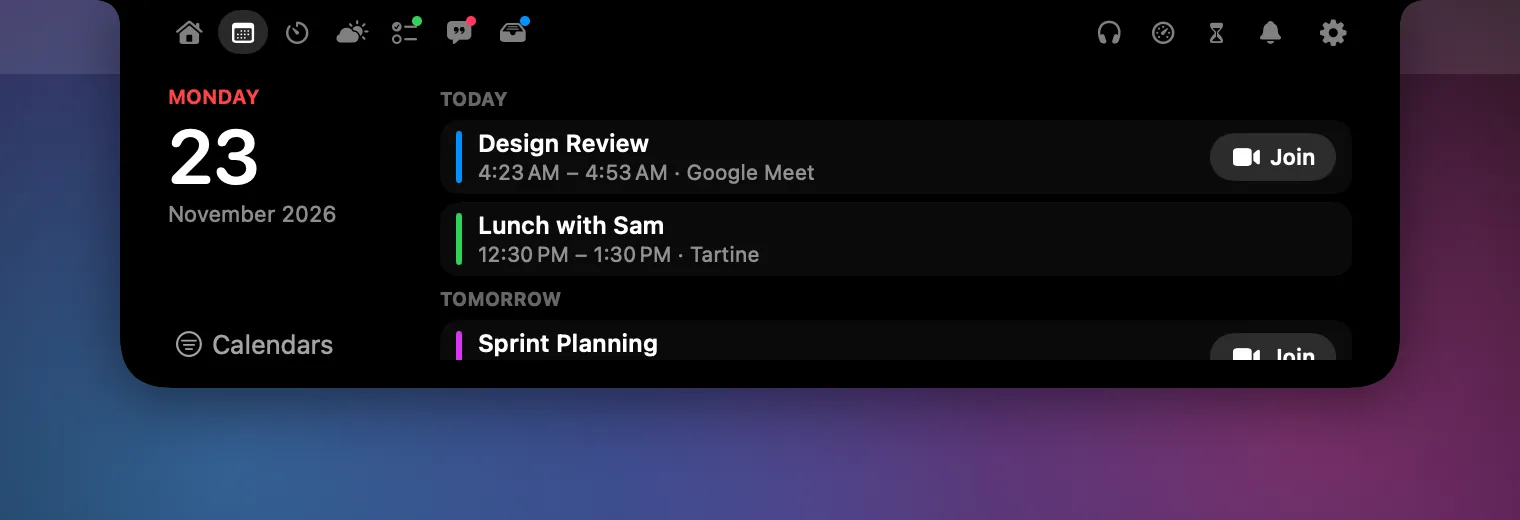 MONDAY
23
November 2026
Calendars
TODAY
Design Review
4:23 AM – 4:53 AM · Google Meet
Join
Lunch with Sam
12:30 PM – 1:30 PM · Tartine
TOMORROW
Sprint Planning
Join